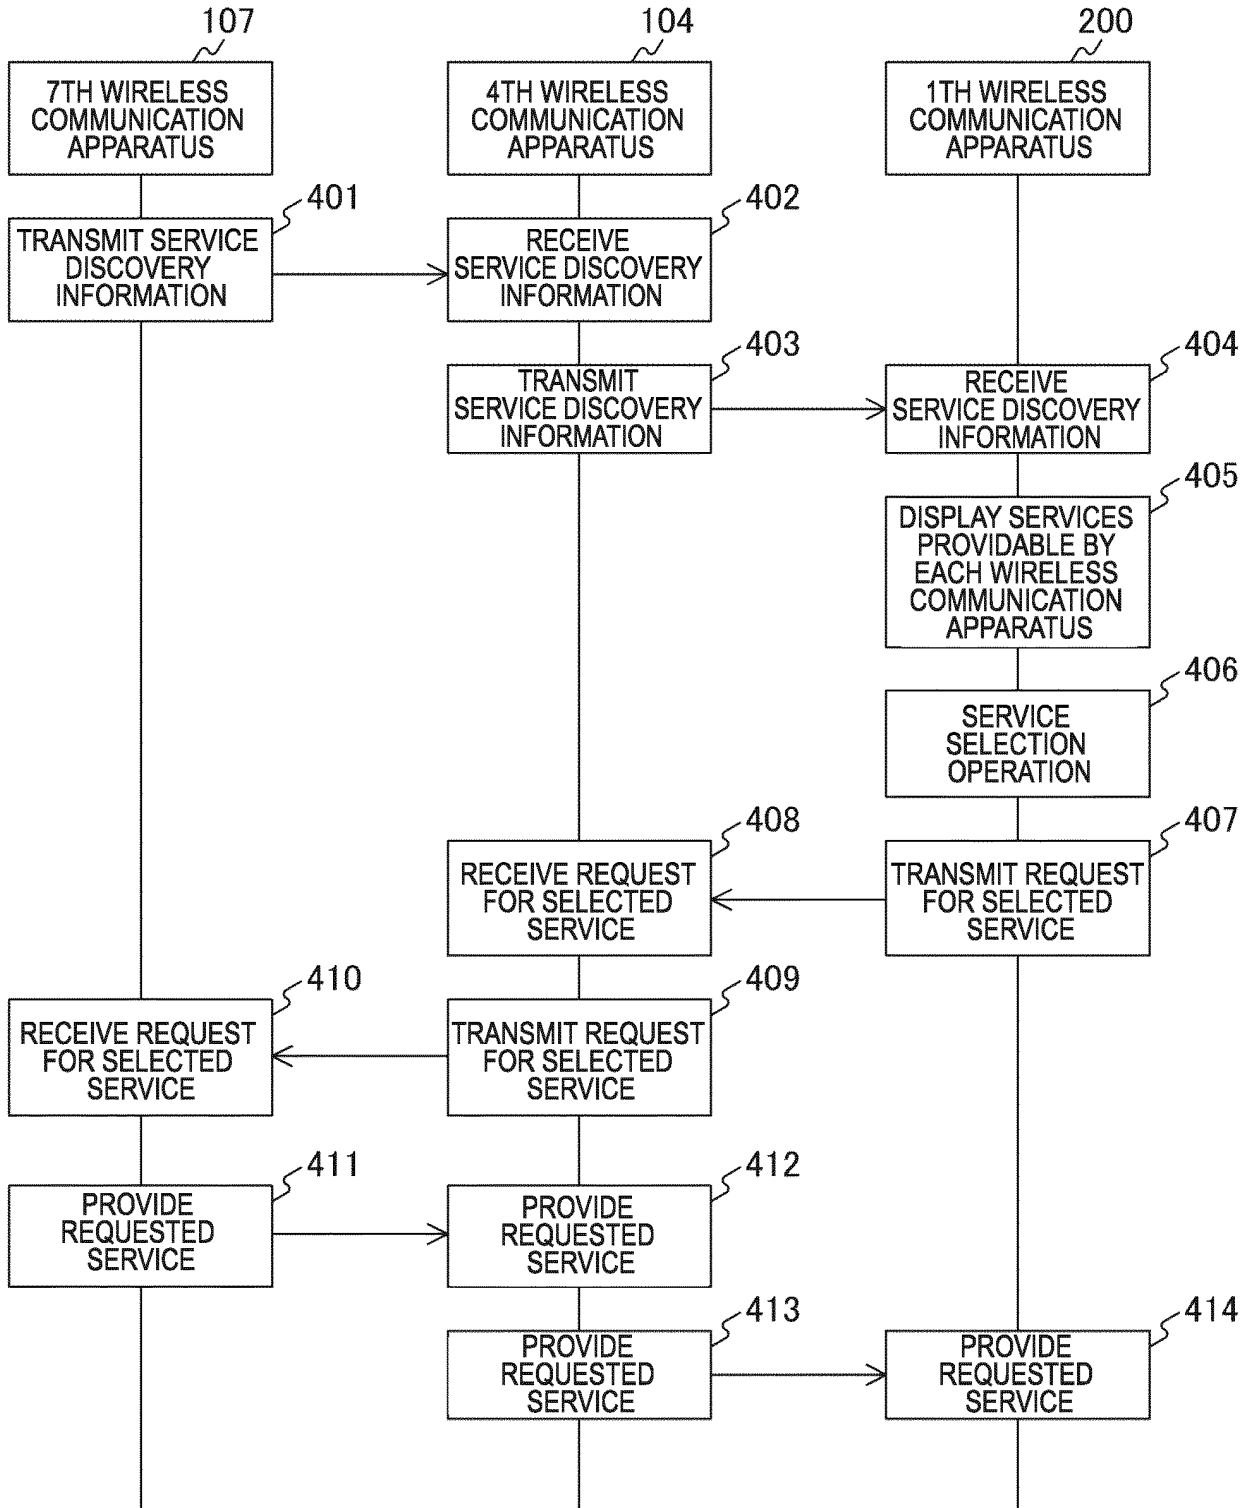 107
104
200
7TH WIRELESS
COMMUNICATION
APPARATUS
4TH WIRELESS
COMMUNICATION
APPARATUS
1TH WIRELESS
COMMUNICATION
APPARATUS
401
TRANSMIT SERVICE
DISCOVERY
INFORMATION
402
RECEIVE
SERVICE DISCOVERY
INFORMATION
403
TRANSMIT
SERVICE DISCOVERY
INFORMATION
404
RECEIVE
SERVICE DISCOVERY
INFORMATION
405
DISPLAY SERVICES
PROVIDABLE BY
EACH WIRELESS
COMMUNICATION
APPARATUS
406
SERVICE
SELECTION
OPERATION
407
TRANSMIT REQUEST
FOR SELECTED
SERVICE
408
RECEIVE REQUEST
FOR SELECTED
SERVICE
409
TRANSMIT REQUEST
FOR SELECTED
SERVICE
410
RECEIVE REQUEST
FOR SELECTED
SERVICE
411
PROVIDE
REQUESTED
SERVICE
412
PROVIDE
REQUESTED
SERVICE
413
PROVIDE
REQUESTED
SERVICE
414
PROVIDE
REQUESTED
SERVICE